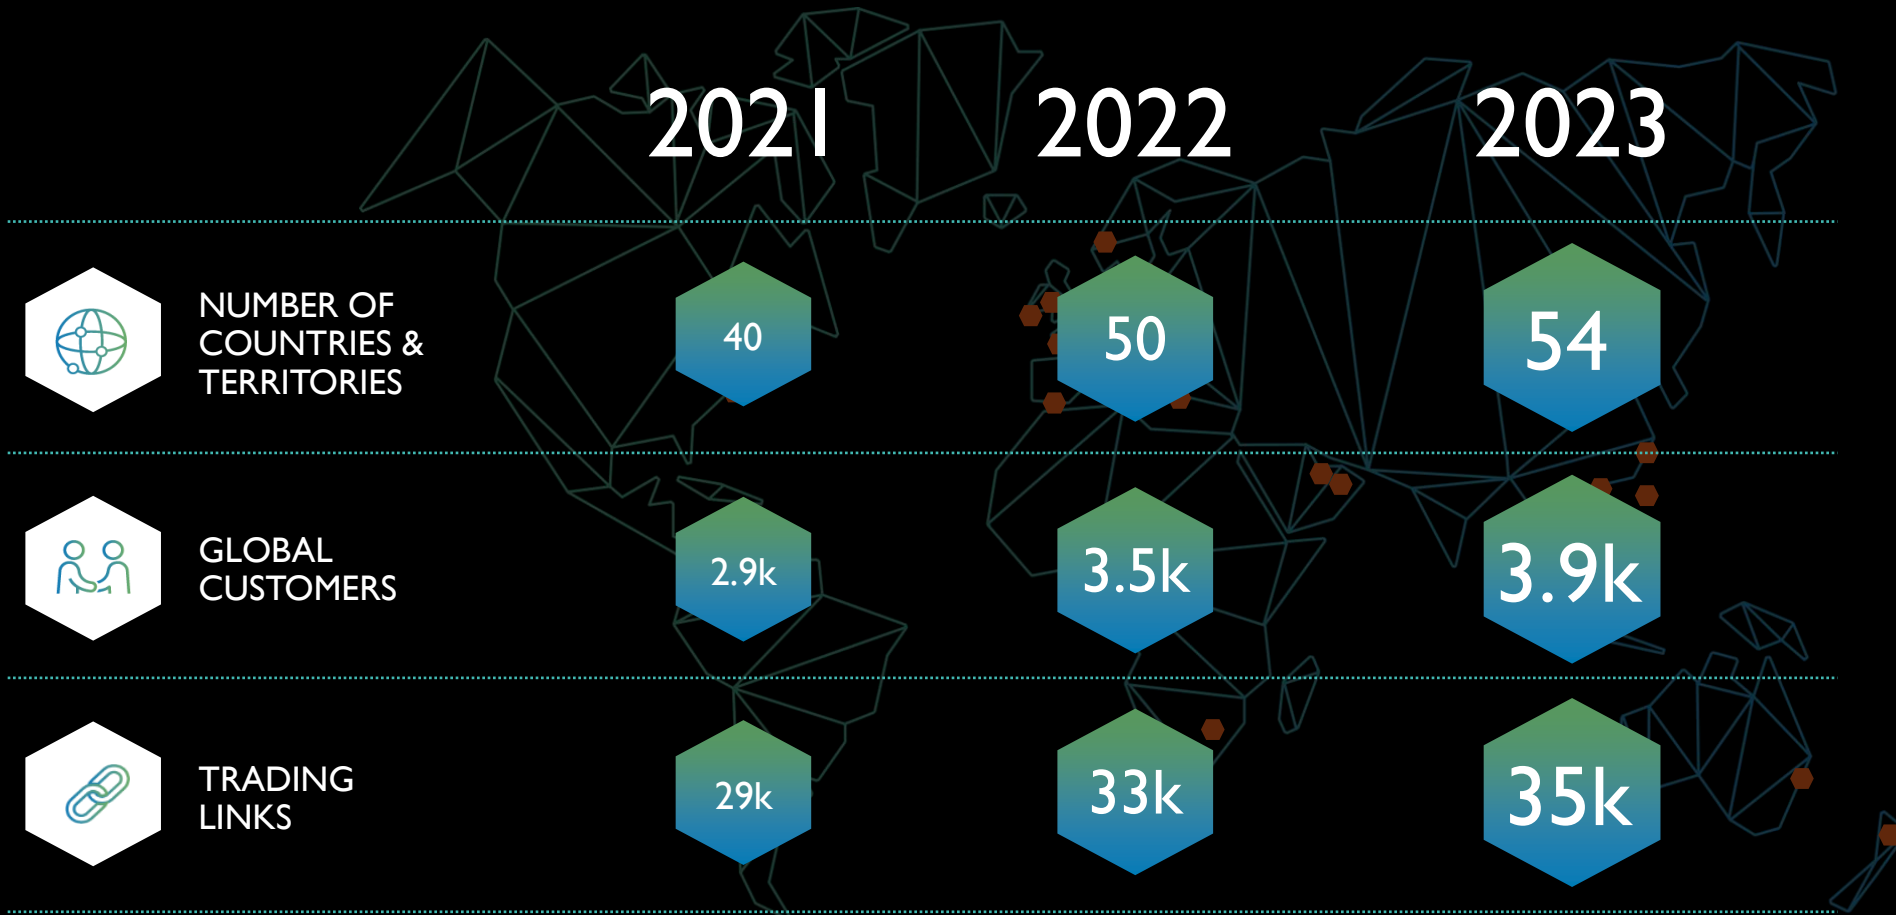 2021 2022 2023
NUMBER OF
COUNTRIES &
TERRITORIES
40 50 54
GLOBAL
CUSTOMERS
2.9k 3.5k 3.9k
TRADING
LINKS
29k 33k 35k